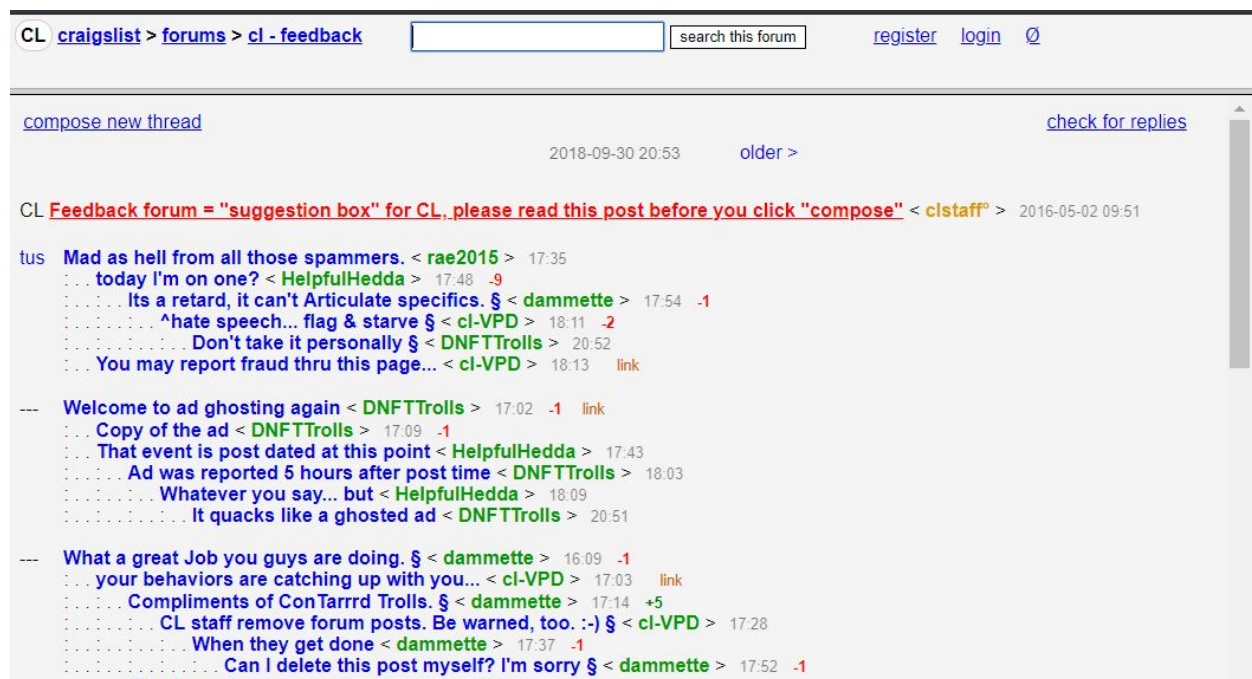 CL craigslist > forums > cl - feedback search this forum register login Ø
compose new thread check for replies
2018-09-30 20:53 older >
CL Feedback forum = "suggestion box" for CL, please read this post before you click "compose" < clstaff° > 2016-05-02 09:51
tus Mad as hell from all those spammers. < rae2015 > 17:35
: . . today I'm on one? < HelpfulHedda > 17:48 -9
: . . : . . Its a retard, it can't Articulate specifics. § < dammette > 17:54 -1
: . . : . . : . . ^hate speech... flag & starve § < cl-VPD > 18:11 -2
: . . : . . : . . : . . Don't take it personally § < DNFTTrolls > 20:52
: . . You may report fraud thru this page... < cl-VPD > 18:13 link
--- Welcome to ad ghosting again < DNFTTrolls > 17:02 -1 link
: . . Copy of the ad < DNFTTrolls > 17:09 -1
: . . That event is post dated at this point < HelpfulHedda > 17:43
: . . : . . Ad was reported 5 hours after post time < DNFTTrolls > 18:03
: . . : . . : . . Whatever you say... but < HelpfulHedda > 18:09
: . . : . . : . . : . . It quacks like a ghosted ad < DNFTTrolls > 20:51
--- What a great Job you guys are doing. § < dammette > 16:09 -1
: . . your behaviors are catching up with you... < cl-VPD > 17:03 link
: . . : . . Compliments of ConTarrrd Trolls. § < dammette > 17:14 +5
: . . : . . : . . CL staff remove forum posts. Be warned, too. :-) § < cl-VPD > 17:28
: . . : . . : . . : . . When they get done < dammette > 17:37 -1
: . . : . . : . . : . . : . . Can I delete this post myself? I'm sorry § < dammette > 17:52 -1